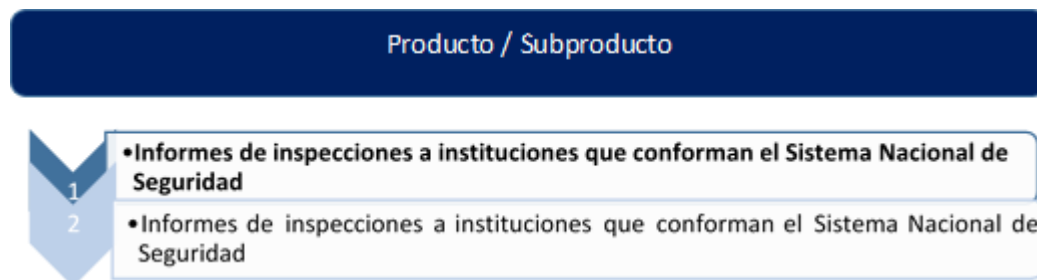 Producto / Subproducto
•Informes de inspecciones a instituciones que conforman el Sistema Nacional de
Seguridad
1
2
•Informes de inspecciones a instituciones que conforman el Sistema Nacional de
Seguridad